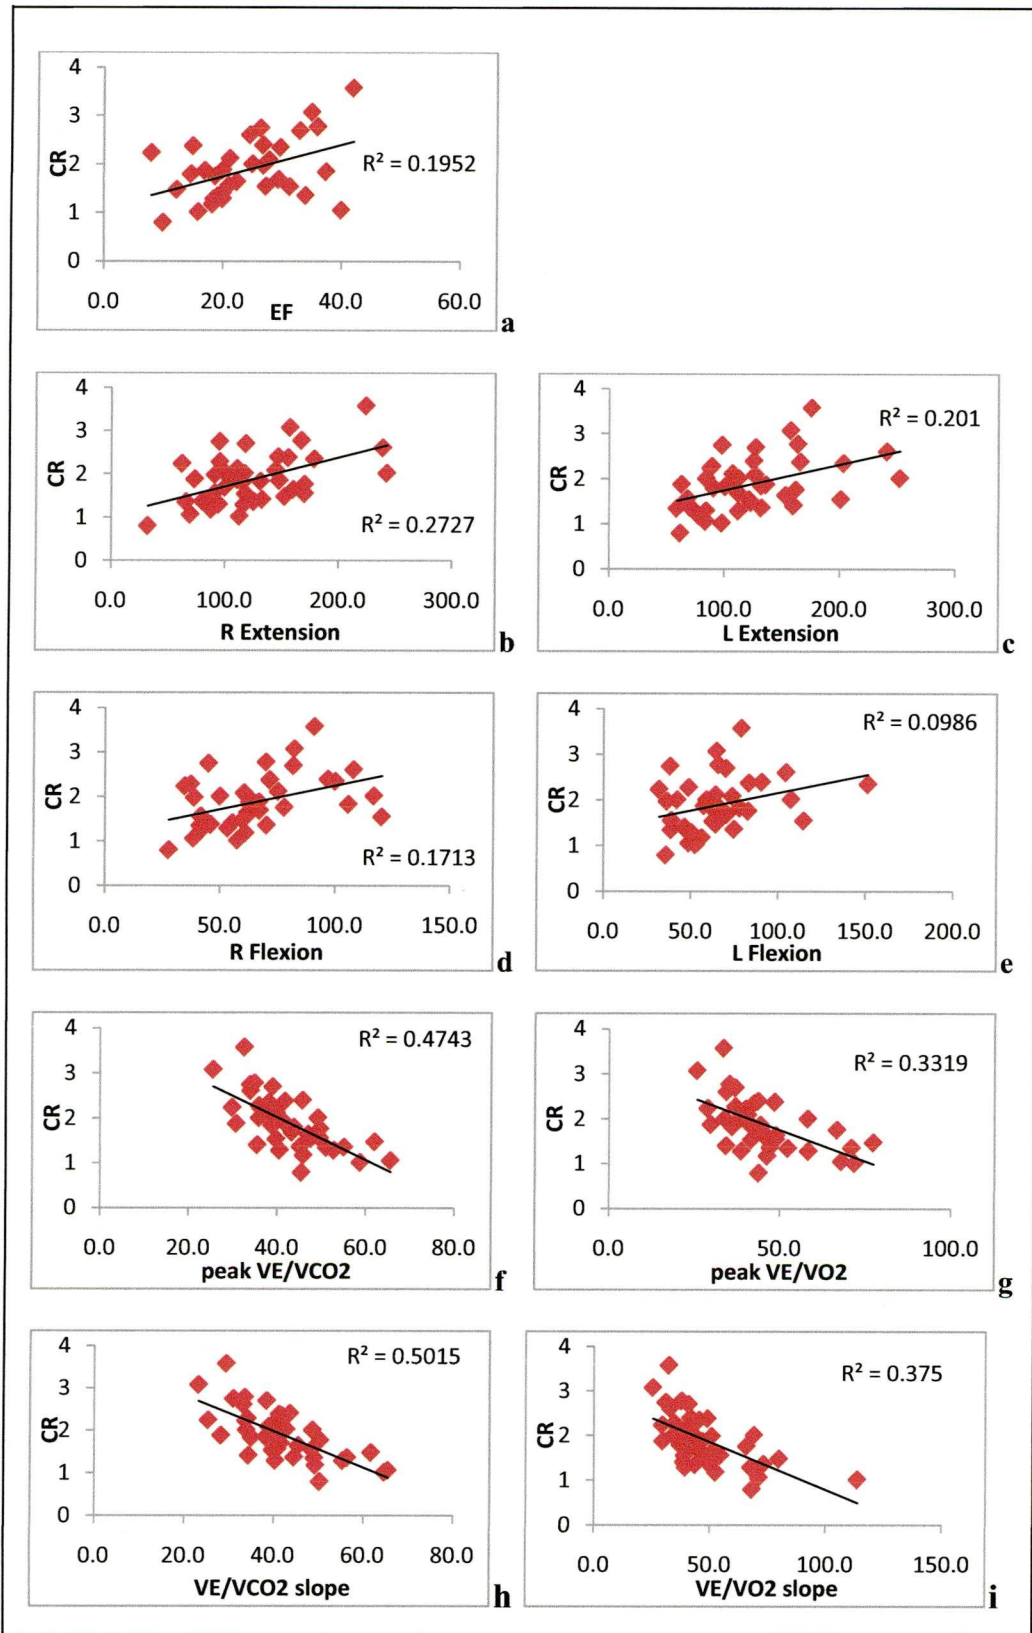 4
3
CR
2
R² = 0.1952
1
0
0.0 20.0 40.0 60.0
EF
a
4
3
CR
2
1
R² = 0.2727
0
0.0 100.0 200.0 300.0
R Extension
b
4
R² = 0.201
3
CR
2
1
0
0.0 100.0 200.0 300.0
L Extension
c
4
3
CR
2
1
R² = 0.1713
0
0.0 50.0 100.0 150.0
R Flexion
d
4
R² = 0.0986
3
CR
2
1
0
0.0 50.0 100.0 150.0 200.0
L Flexion
e
4
R² = 0.4743
3
CR
2
1
0
0.0 20.0 40.0 60.0 80.0
peak VE/VCO2
f
4
R² = 0.3319
3
CR
2
1
0
0.0 50.0 100.0
peak VE/VO2
g
4
R² = 0.5015
3
CR
2
1
0
0.0 20.0 40.0 60.0 80.0
VE/VCO2 slope
h
4
R² = 0.375
3
CR
2
1
0
0.0 50.0 100.0 150.0
VE/VO2 slope
i